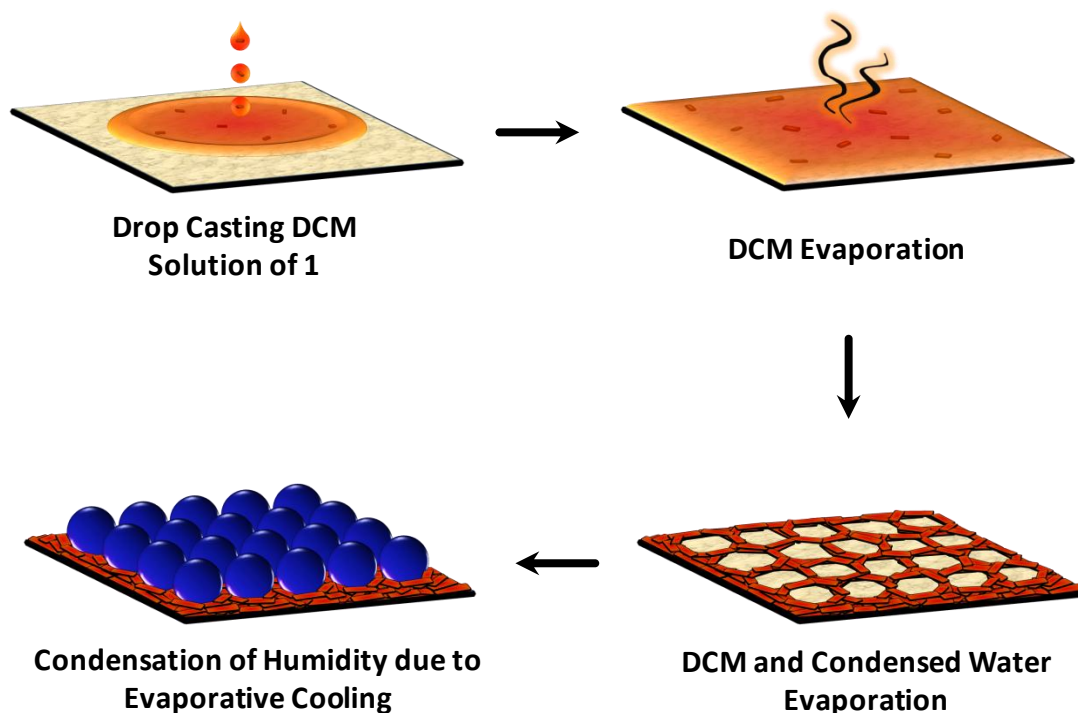 Drop Casting DCM
Solution of 1
DCM Evaporation
Condensation of Humidity due to
Evaporative Cooling
DCM and Condensed Water
Evaporation